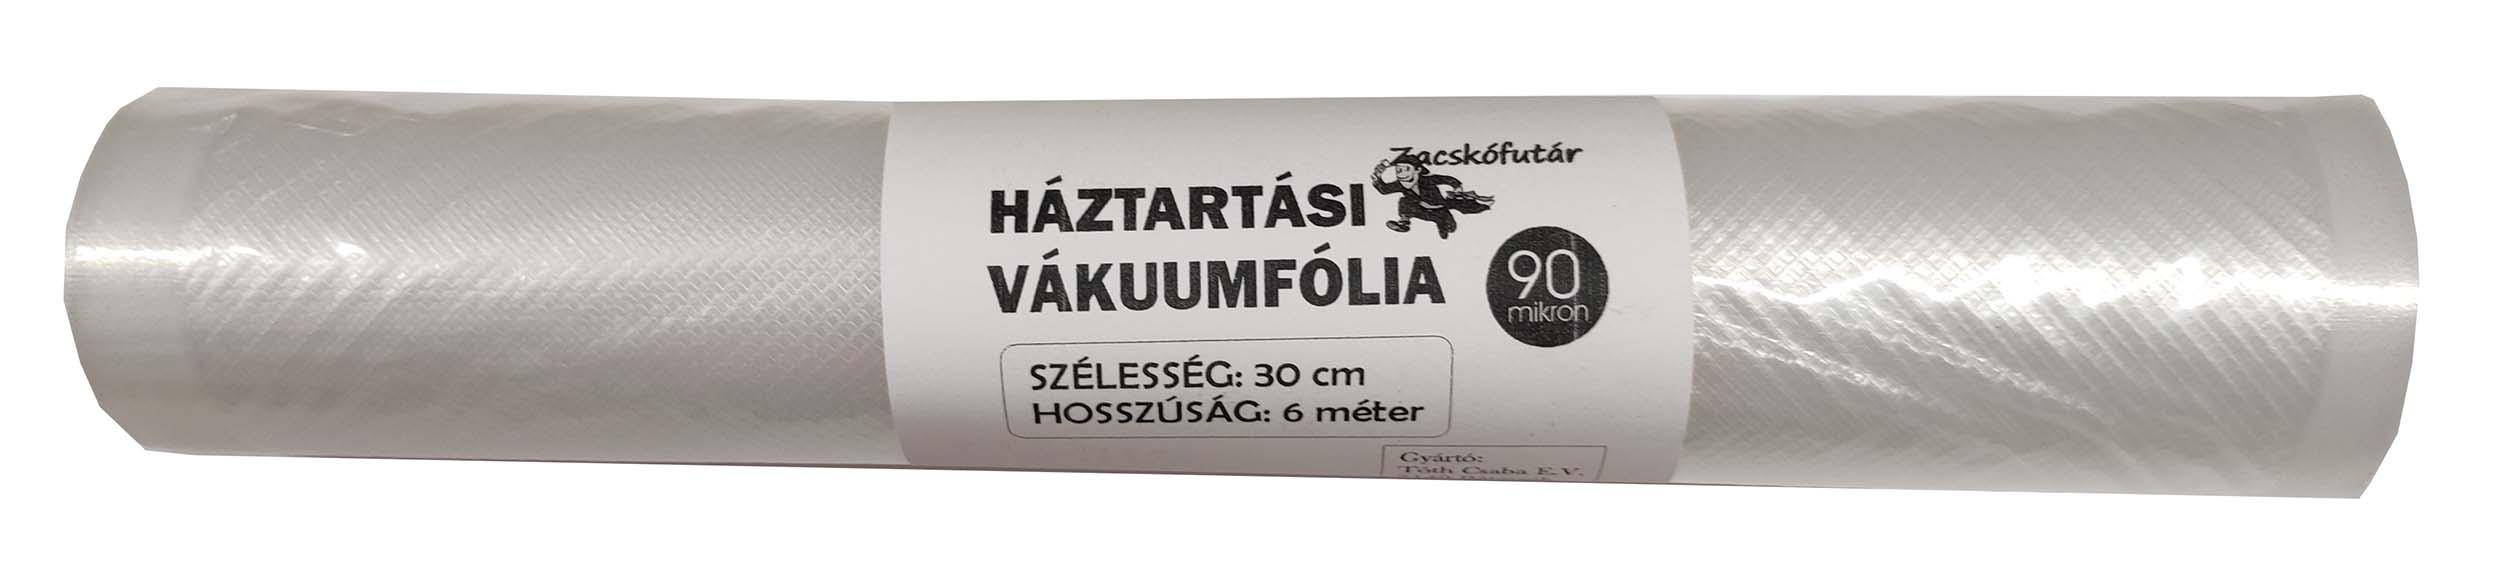 Zacskófutár
HÁZTARTÁSI
VÁKUUMFÓLIA
90
mikron
SZÉLESSÉG: 30 cm
HOSSZÚSÁG: 6 méter
Gyártó:
Tóth Csaba E.V.